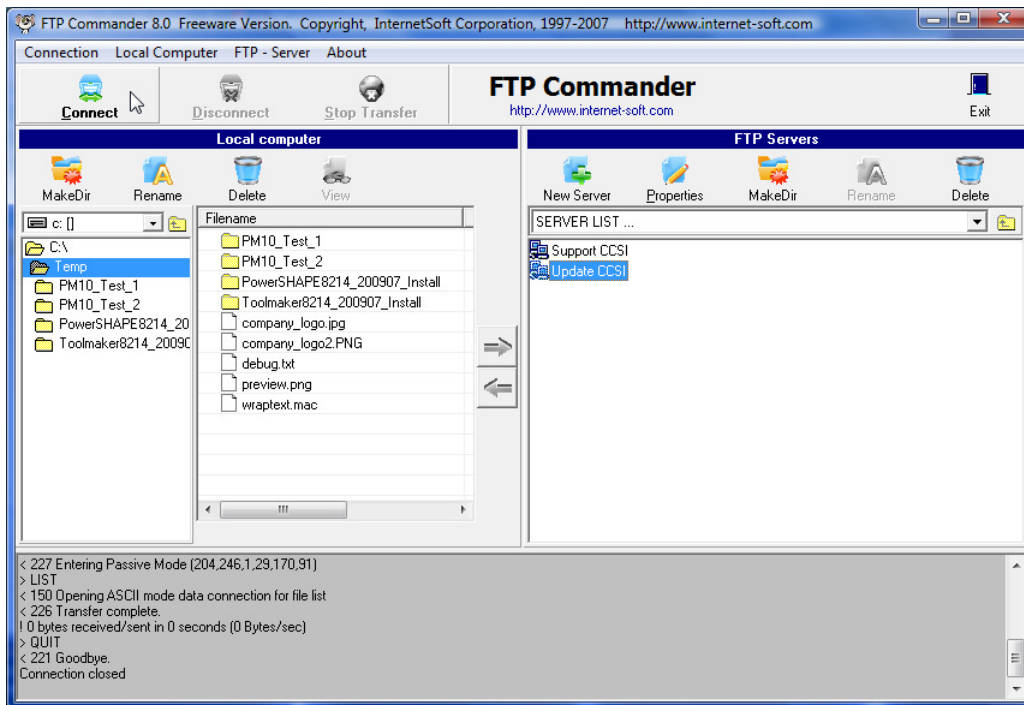 FTP Commander 8.0 Freeware Version. Copyright, InternetSoft Corporation, 1997-2007 http://www.internet-soft.com
Connection Local Computer FTP - Server About
Connect
Disconnect
Stop Transfer
FTP Commander
http://www.internet-soft.com
Exit
Local computer
MakeDir
Rename
Delete
View
c: []
C:\
Temp
PM10_Test_1
PM10_Test_2
PowerSHAPE8214_20
Toolmaker8214_2009C
Filename
PM10_Test_1
PM10_Test_2
PowerSHAPE8214_200907_Install
Toolmaker8214_200907_Install
company_logo.jpg
company_logo2.PNG
debug.txt
preview.png
wraptext.mac
FTP Servers
New Server
Properties
MakeDir
Rename
Delete
SERVER LIST ...
Support CCSI
Update CCSI
< 227 Entering Passive Mode (204,246,1,29,170,91)
> LIST
< 150 Opening ASCII mode data connection for file list
< 226 Transfer complete.
! 0 bytes received/sent in 0 seconds (0 Bytes/sec)
> QUIT
< 221 Goodbye.
Connection closed